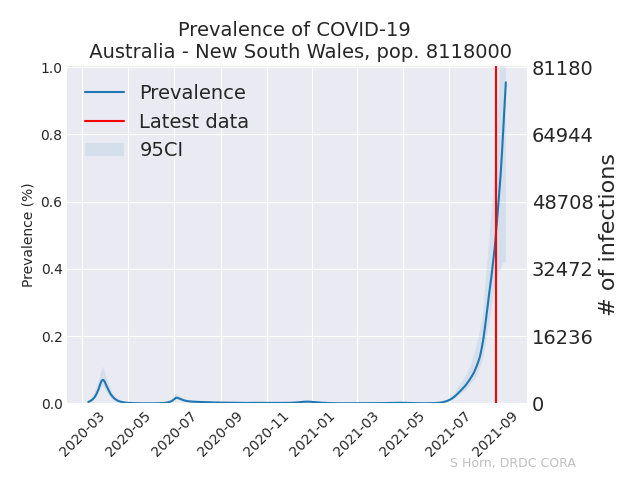 Prevalence of COVID-19
Australia - New South Wales, pop. 8118000
Prevalence
Latest data
95CI
Prevalence (%)
1.0
0.8
0.6
0.4
0.2
0.0
81180
64944
48708
32472
16236
0
# of infections
2020-03
2020-05
2020-07
2020-09
2020-11
2021-01
2021-03
2021-05
2021-07
2021-09
S Horn, DRDC CORA